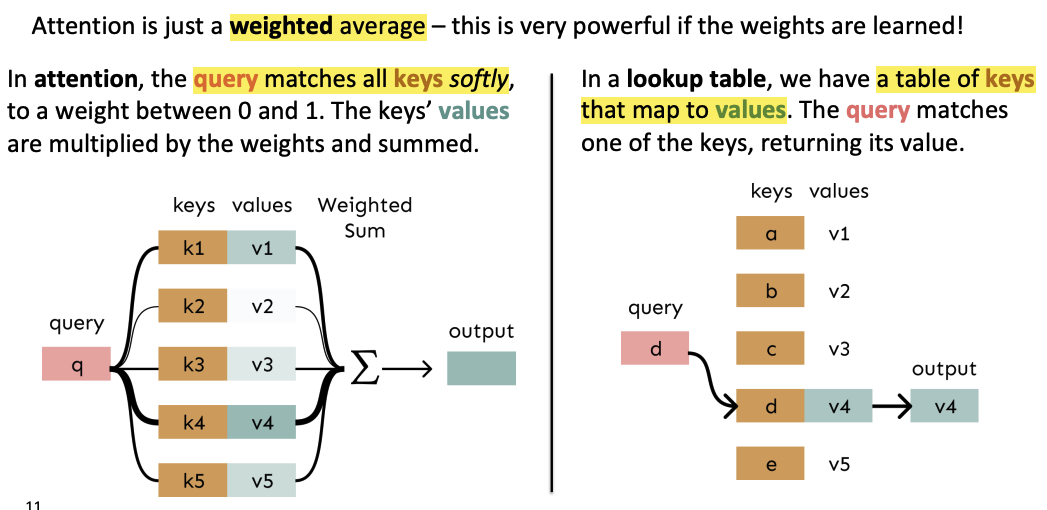 Attention is just a weighted average – this is very powerful if the weights are learned!
In attention, the query matches all keys softly,
to a weight between 0 and 1. The keys’ values
are multiplied by the weights and summed.
keys values Weighted
Sum
k1 v1
k2 v2
query
k3 v3
q
Σ
output
k4 v4
k5 v5
11
In a lookup table, we have a table of keys
that map to values. The query matches
one of the keys, returning its value.
keys values
a v1
b v2
query
d
c v3
output
d v4 v4
e v5